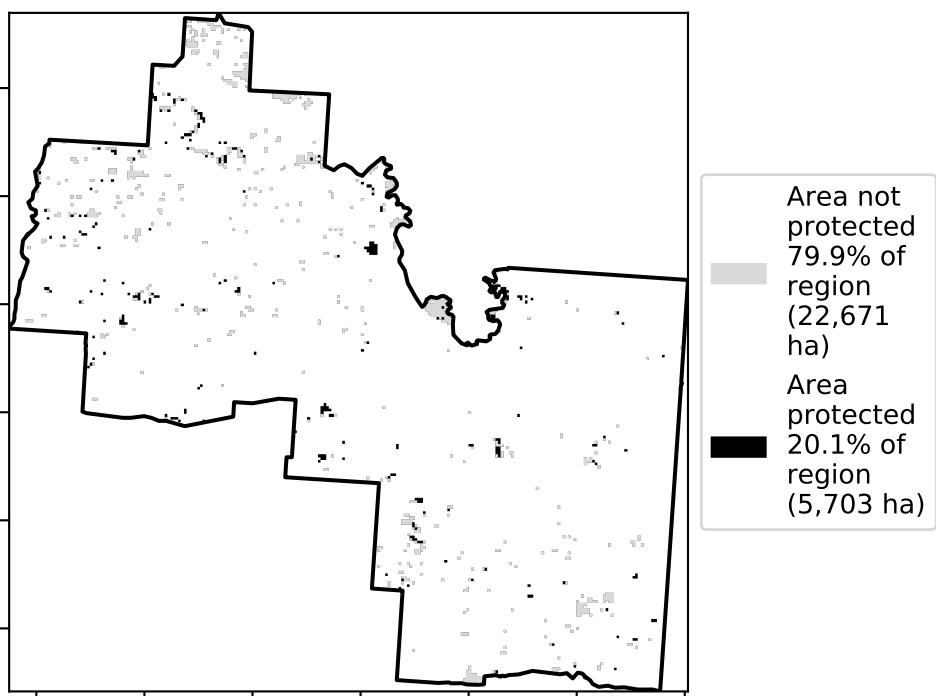 Area not
protected
79.9% of
region
(22,671
ha)
Area
protected
20.1% of
region
(5,703 ha)